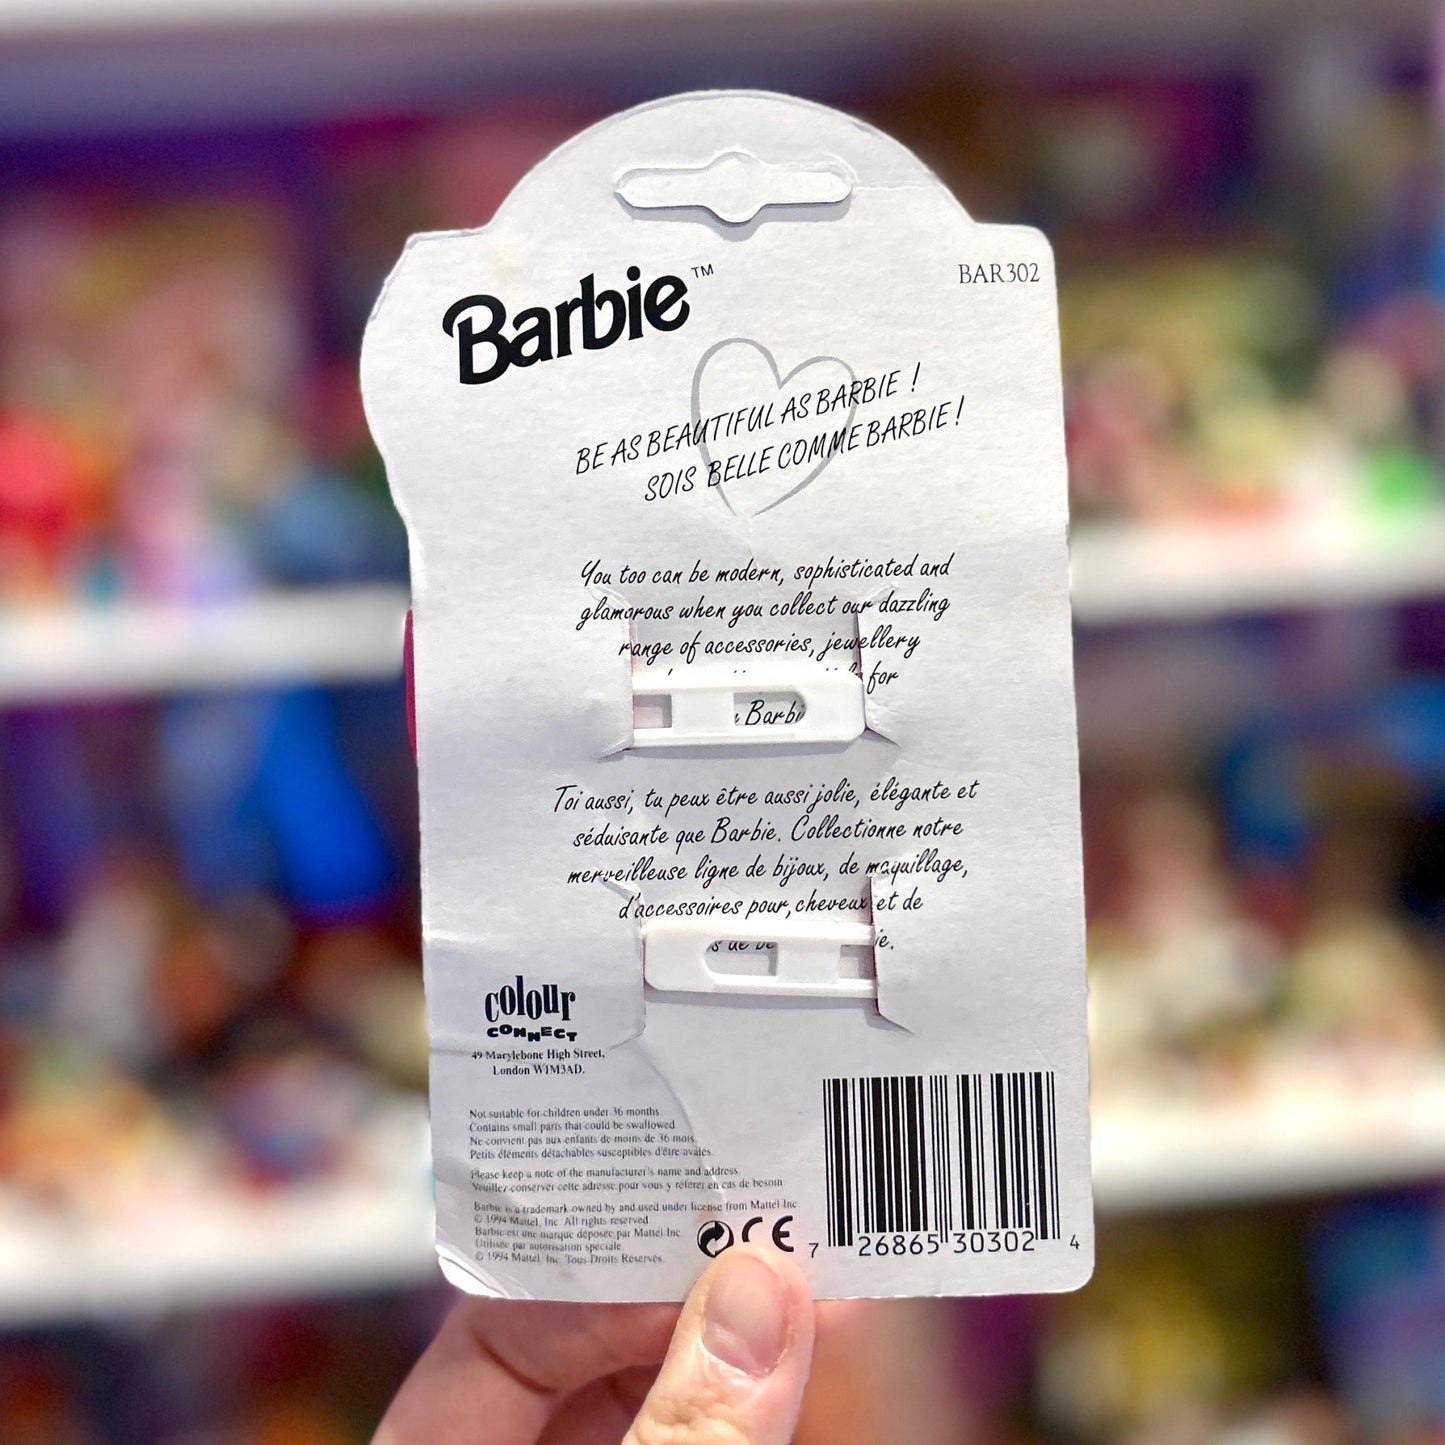 Barbie™
BAR302
BE AS BEAUTIFUL AS BARBIE !
SOIS BELLE COMME BARBIE !
You too can be modern, sophisticated and
glamorous when you collect our dazzling
range of accessories, jewellery
for
Barbi
Toi aussi, tu peux être aussi jolie, élégante et
séduisante que Barbie. Collectionne notre
merveilleuse ligne de bijoux, de maquillage,
d'accessoires pour, cheveux et de
s de be ie.
colour
CONNECT
49 Marylebone High Street,
London W1M3AD.
Not suitable for children under 36 months
Contains small parts that could be swallowed
Ne convient pas aux enfants de moins de 36 mois
Petits éléments détachables susceptibles d'être avalés
Please keep a note of the manufacturer's name and address
Veuillez conserver cette adresse pour vous y référer en cas de besoin
Barbie is a trademark owned by and used under license from Mattel Inc
© 1994 Mattel, Inc. All rights reserved
Barbie est une marque déposée par Mattel Inc
Utilisée par autorisation spéciale
© 1994 Mattel, Inc Tous Droits Réservés
CE
7 26865 30302 4